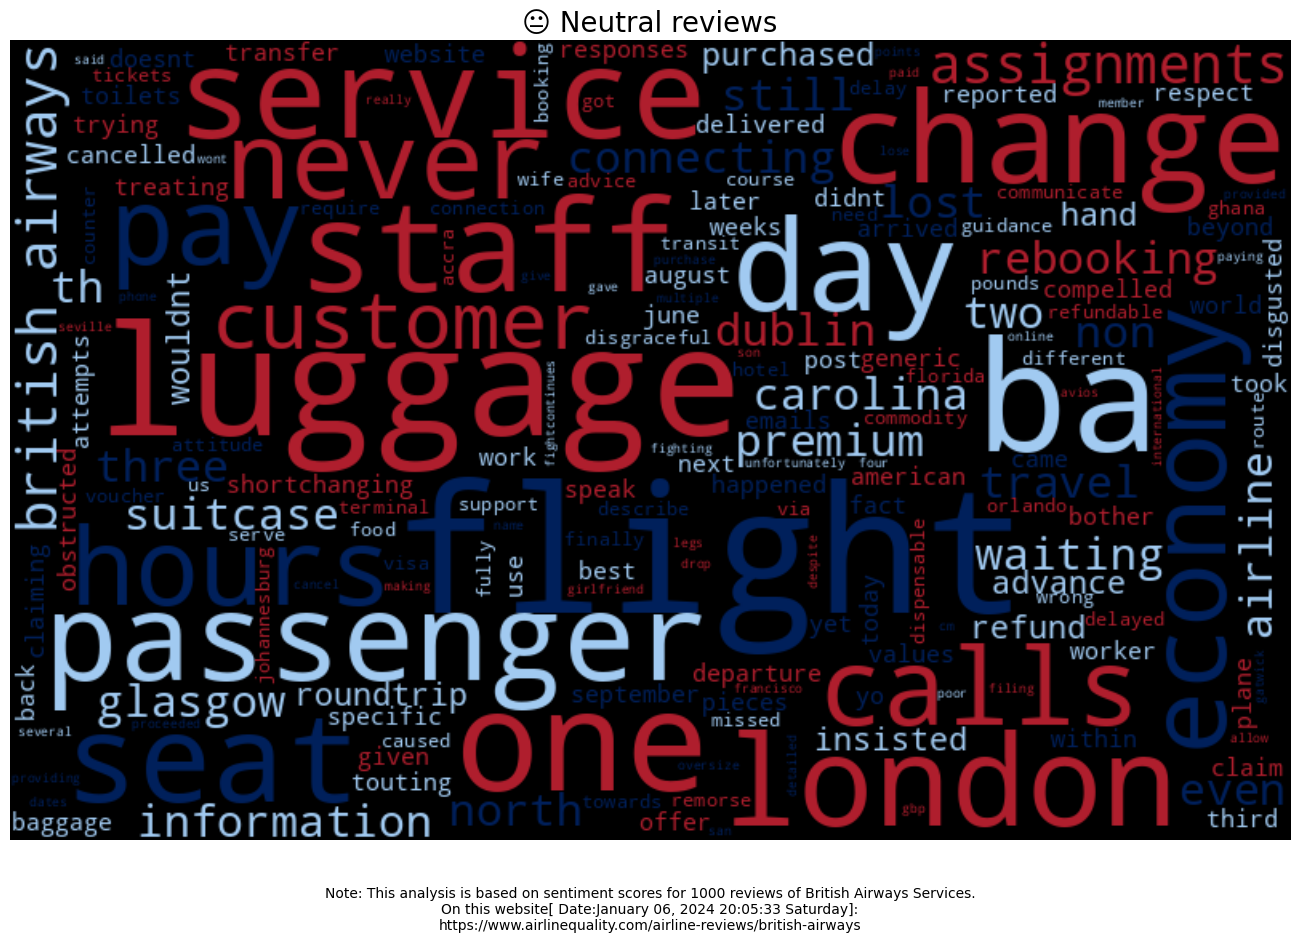 😐 Neutral reviews
said
doesnt
transfer
website
service
booking
responses
purchased
points
assignments
tickets
toilets
really
got
still
paid
delay
reported
member
respect
trying
never
delivered
change
cancelled
wont
connecting
lose
treating
wife
advice
course
didnt
lost
communicate
provided
british airways
counter
pay
require
connection
staff
later
weeks
need
arrived
guidance
hand
ghana
beyond
accra
transit
day
rebooking
paying
disgusted
th
wouldnt
phone
give
purchase
gave
august
multiple
pounds
compelled
world
seville
customer
june
disgraceful
dublin
two
refundable
non
online
attempts
luggage
fightcontinues
son
hotel
post
generic
different
took
florida
carolina
ba
avios
international
economy
emails
commodity
attitude
premium
route
airline
three
work
fighting
next
unfortunately
four
came
obstructed
voucher
us
shortchanging
speak
happened
american
travel
terminal
support
describe
via
fact
orlando
bother
suitcase
serve
food
name
finally
legs
drop
despite
dispensable
waiting
hours
flight
claiming
johannesburg
visa
cancel
making
fully
use
best
girlfriend
today
advance
wrong
cm
delayed
passenger
yet
refund
worker
values
back
glasgow
roundtrip
september
departure
francisco
pieces
yo
poor
filing
calls
plane
gatwick
several
proceeded
specific
caused
one
missed
insisted
within
allow
seat
given
touting
oversize
detailed
london
claim
providing
dates
north
towards
remorse
gbp
even
baggage
information
offer
san
third
Note: This analysis is based on sentiment scores for 1000 reviews of British Airways Services.
On this website[ Date:January 06, 2024 20:05:33 Saturday]:
https://www.airlinequality.com/airline-reviews/british-airways